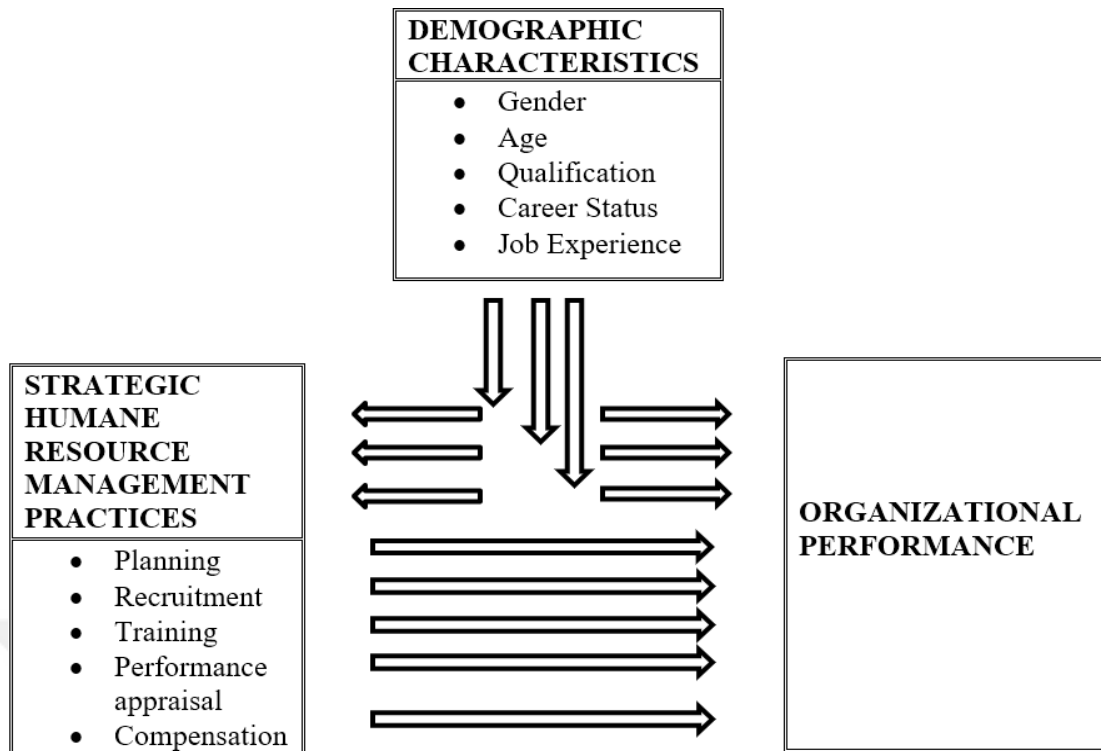 DEMOGRAPHIC
CHARACTERISTICS
• Gender
• Age
• Qualification
• Career Status
• Job Experience
STRATEGIC
HUMANE
RESOURCE
MANAGEMENT
PRACTICES
• Planning
• Recruitment
• Training
• Performance
appraisal
• Compensation
ORGANIZATIONAL
PERFORMANCE